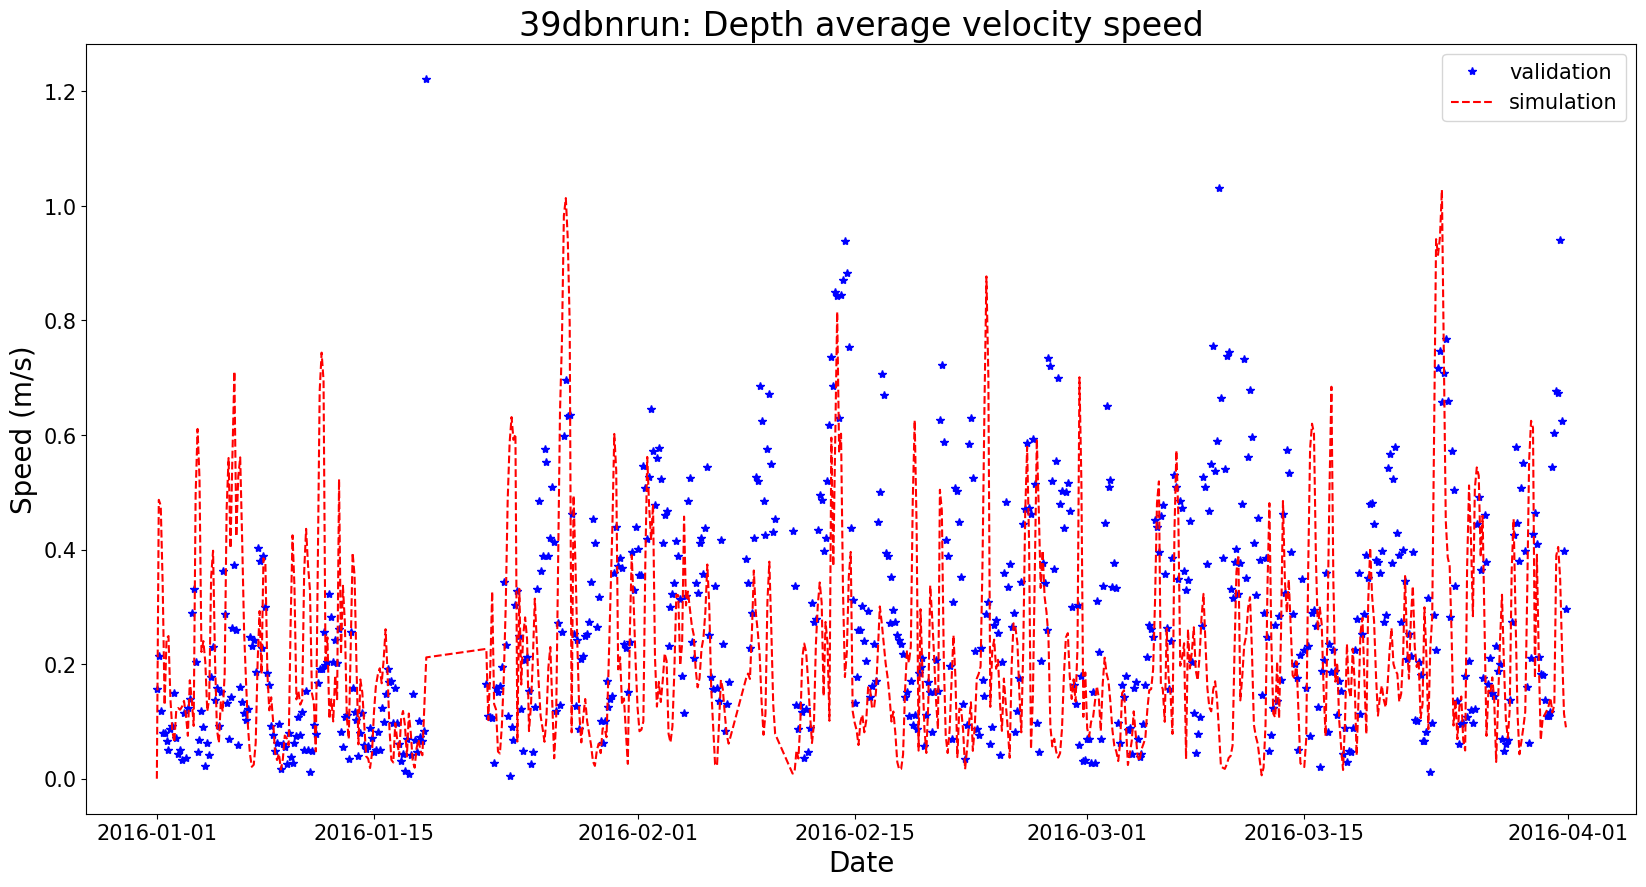 39dbnrun: Depth average velocity speed
validation
simulation
Speed (m/s)
1.2
1.0
0.8
0.6
0.4
0.2
0.0
2016-01-01
2016-01-15
2016-02-01
2016-02-15
2016-03-01
2016-03-15
2016-04-01
Date